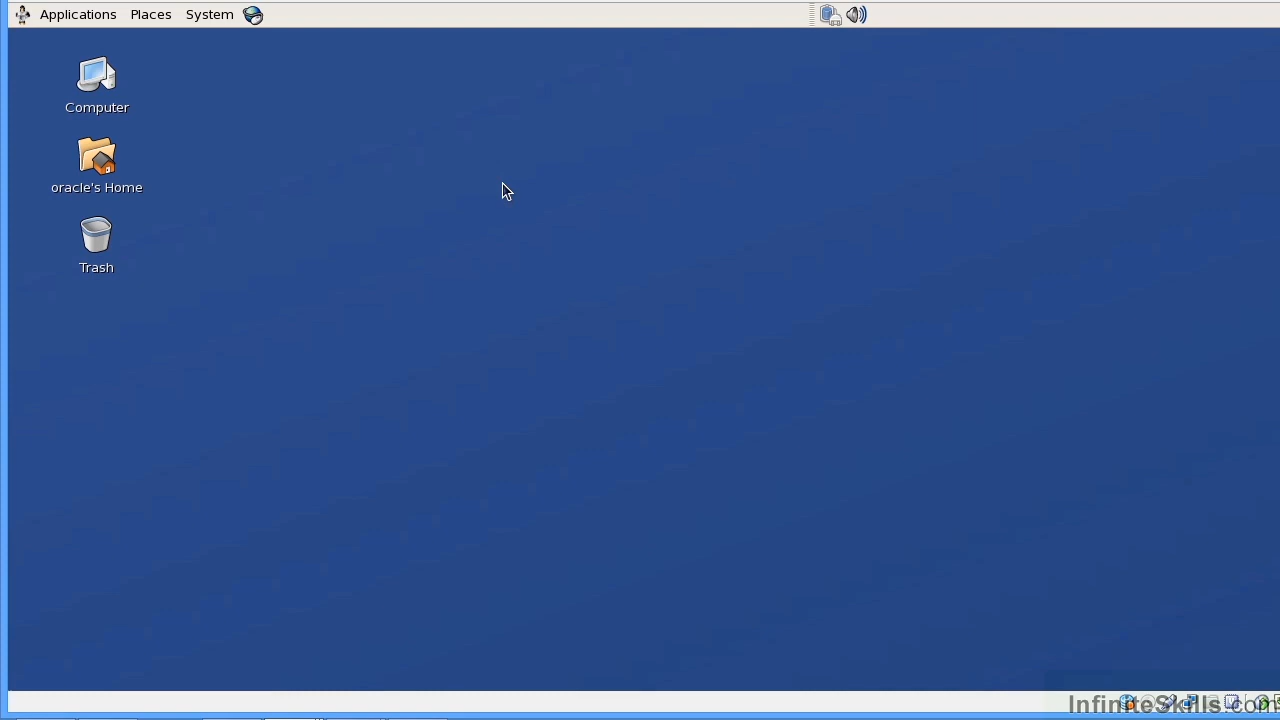 Applications Places System
Computer
oracle's Home
Trash
InfiniteSkills.com